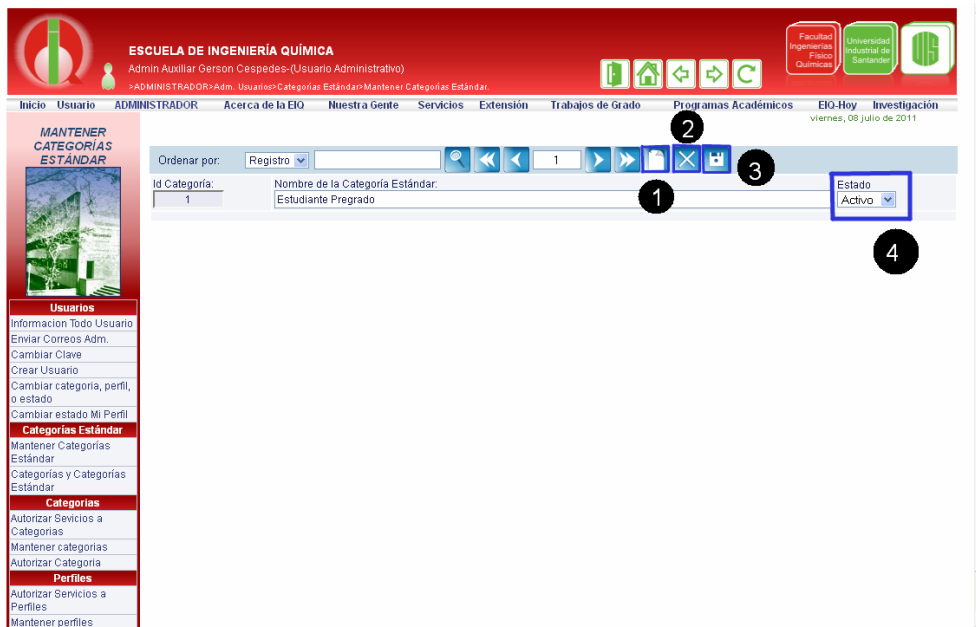 ESCUELA DE INGENIERÍA QUÍMICA
Admin Auxiliar Gerson Cespedes-(Usuario Administrativo)
>ADMINISTRADOR>Adm. Usuarios>Categorías Estándar>Mantener Categorías Estándar.
Facultad
Ingenierías
Físico
Químicas
Universidad
Industrial de
Santander
Inicio Usuario ADMINISTRADOR Acerca de la EIQ Nuestra Gente Servicios Extensión Trabajos de Grado Programas Académicos EIQ-Hoy Investigación
viernes, 08 julio de 2011
MANTENER
CATEGORÍAS
ESTÁNDAR
2
Ordenar por: Registro 1
3
Id Categoría: Nombre de la Categoría Estándar: Estado
1 Estudiante Pregrado Activo
1
4
Usuarios
Informacion Todo Usuario
Enviar Correos Adm.
Cambiar Clave
Crear Usuario
Cambiar categoria, perfil,
o estado
Cambiar estado Mi Perfil
Categorías Estándar
Mantener Categorías
Estándar
Categorías y Categorías
Estándar
Categorias
Autorizar Sevicios a
Categorias
Mantener categorias
Autorizar Categoria
Perfiles
Autorizar Servicios a
Perfiles
Mantener perfiles